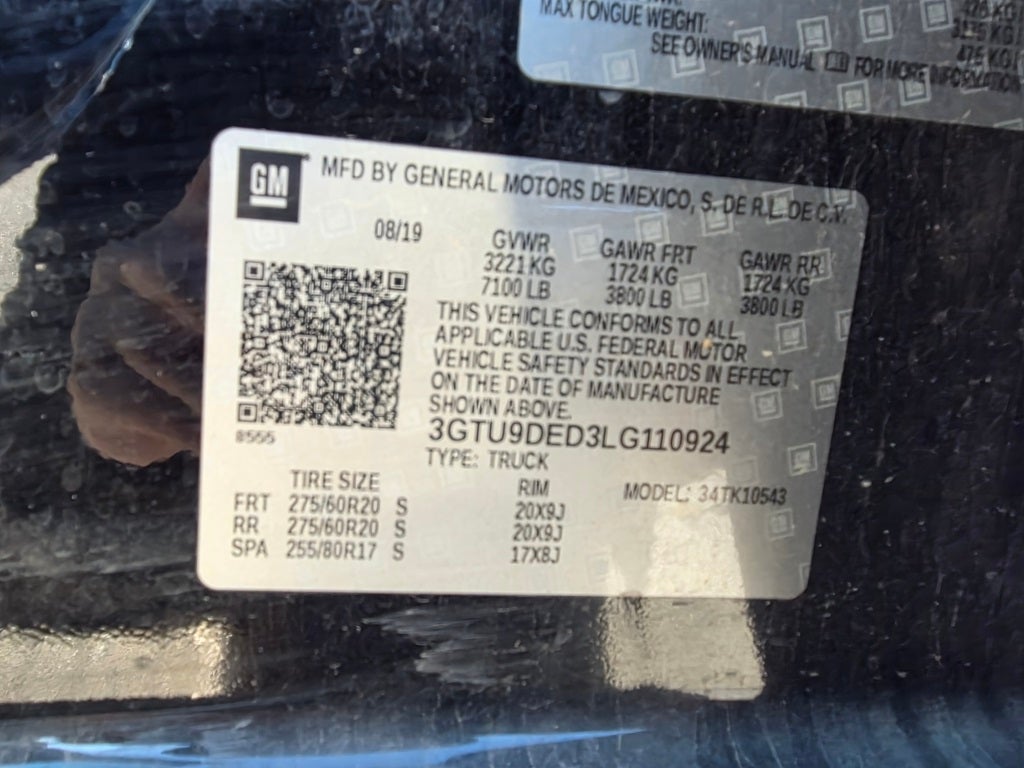 MAX TONGUE WEIGHT:
475 KG
SEE OWNER'S MANUAL FOR MORE INFORMATION
GM
MFD BY GENERAL MOTORS DE MEXICO, S. DE R.L. DE C.V.
08/19
GVWR GAWR FRT GAWR RR
3221 KG 1724 KG 1724 KG
7100 LB 3800 LB 3800 LB
THIS VEHICLE CONFORMS TO ALL
APPLICABLE U.S. FEDERAL MOTOR
VEHICLE SAFETY STANDARDS IN EFFECT
ON THE DATE OF MANUFACTURE
SHOWN ABOVE.
8555
3GTU9DED3LG110924
TYPE: TRUCK
TIRE SIZE RIM MODEL: 34TK10543
FRT 275/60R20 S 20X9J
RR 275/60R20 S 20X9J
SPA 255/80R17 S 17X8J